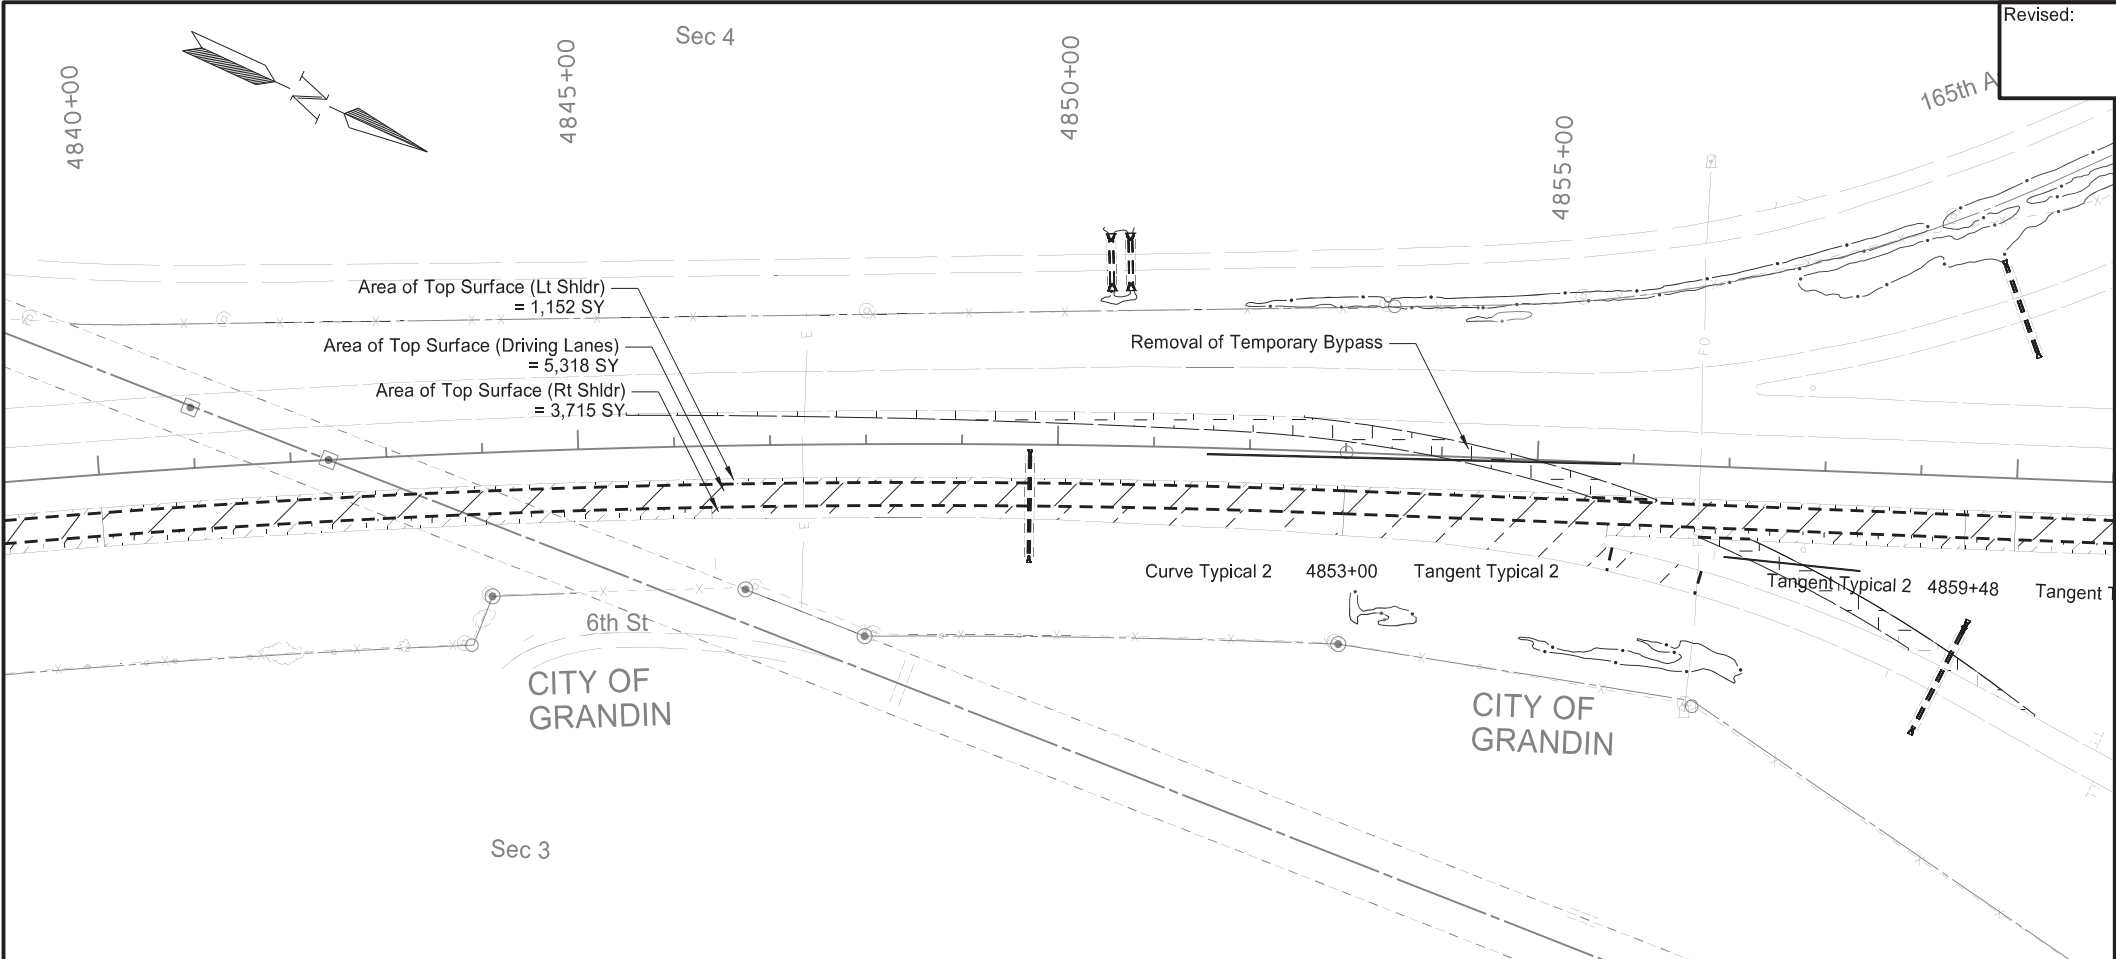 Revised:
Sec 4
4840+00
4845+00
4850+00
4855+00
165th A
N
Area of Top Surface (Lt Shldr)
= 1,152 SY
Area of Top Surface (Driving Lanes)
= 5,318 SY
Area of Top Surface (Rt Shldr)
= 3,715 SY
Removal of Temporary Bypass
E
FO
E
Curve Typical 2
4853+00
Tangent Typical 2
Tangent Typical 2
4859+48
Tangent T
6th St
CITY OF
GRANDIN
CITY OF
GRANDIN
Sec 3